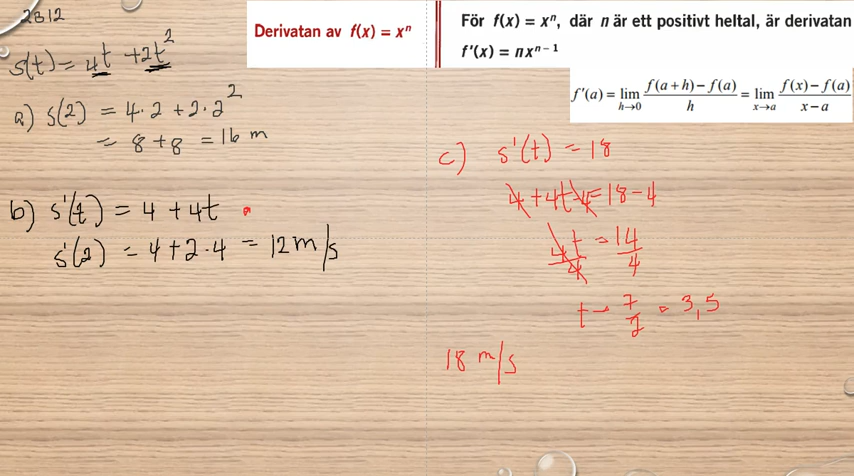 2312
s(t) = 4t + 2t²
a) s(2) = 4·2 + 2·2²
= 8 + 8 = 16 m
b) s'(t) = 4 + 4t
s'(2) = 4 + 2·4 = 12 m/s
Derivatan av f(x) = xⁿ
För f(x) = xⁿ, där n är ett positivt heltal, är derivatan
f'(x) = nxⁿ⁻¹
f'(a) = lim h→0 f(a+h)−f(a)/h = lim x→a f(x)−f(a)/x−a
c) s'(t) = 18
4 + 4t - 4 = 18 - 4
4t/4 = 14/4
t = 7/2 = 3,5
18 m/s